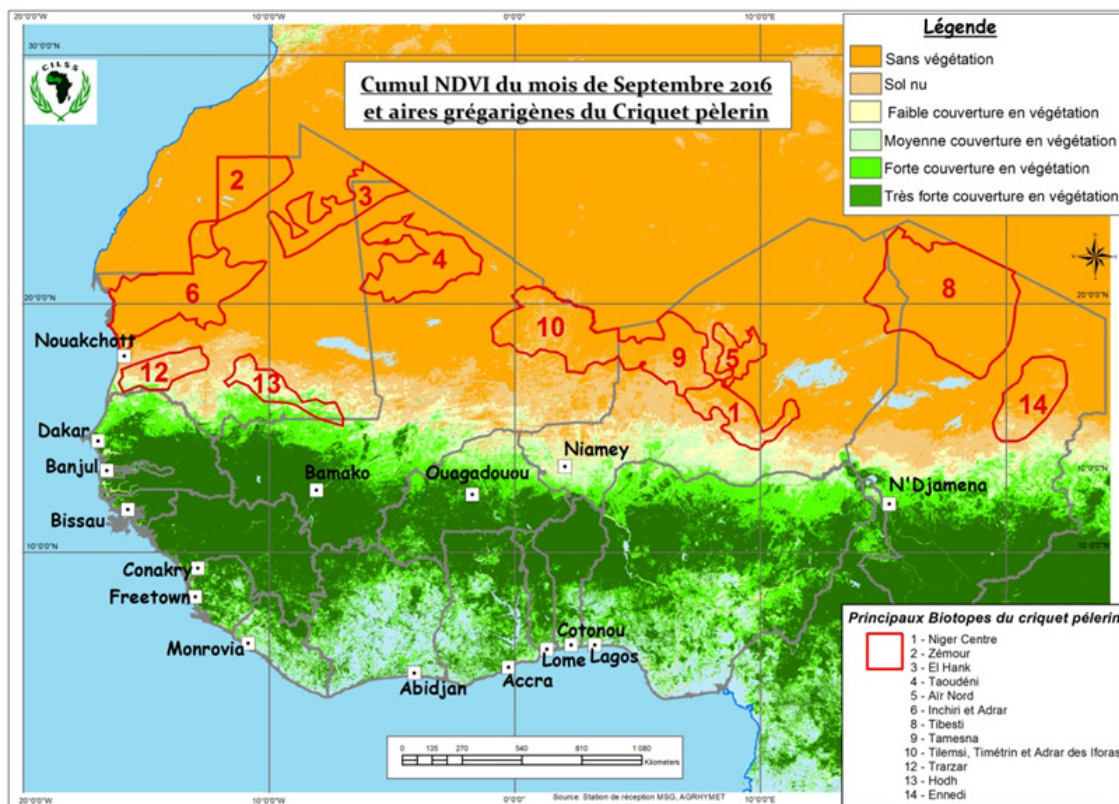 20°0'0"W
10°0'0"W
0°0'0"
10°0'0"E
30°0'0"N
CILSS
Cumul NDVI du mois de Septembre 2016
et aires grégarigènes du Criquet pèlerin
Légende
Sans végétation
Sol nu
Faible couverture en végétation
Moyenne couverture en végétation
Forte couverture en végétation
Très forte couverture en végétation
2
3
4
6
8
20°0'0"N
20°0'0"N
10
9
5
Nouakchott
12
13
1
14
Dakar
Banjul
Niamey
Bamako
Ouagadouou
N'Djamena
Bissau
10°0'0"N
10°0'0"N
10°0'0"N
Conakry
Freetown
Monrovia
Cotonou
Lome
Lagos
Accra
Abidjan
Principaux Biotopes du criquet pélerin
1 - Niger Centre
2 - Zémour
3 - El Hank
4 - Taoudéni
5 - Aïr Nord
6 - Inchiri et Adrar
8 - Tibesti
9 - Tamesna
10 - Tilemsi, Timétrin et Adrar des Iforas
12 - Trarzar
13 - Hodh
14 - Ennedi
0 135 270 540 810 1 080
Kilometers
Source: Station de réception MSG, AGRHYMET
20°0'0"W
10°0'0"W
0°0'0"
10°0'0"E